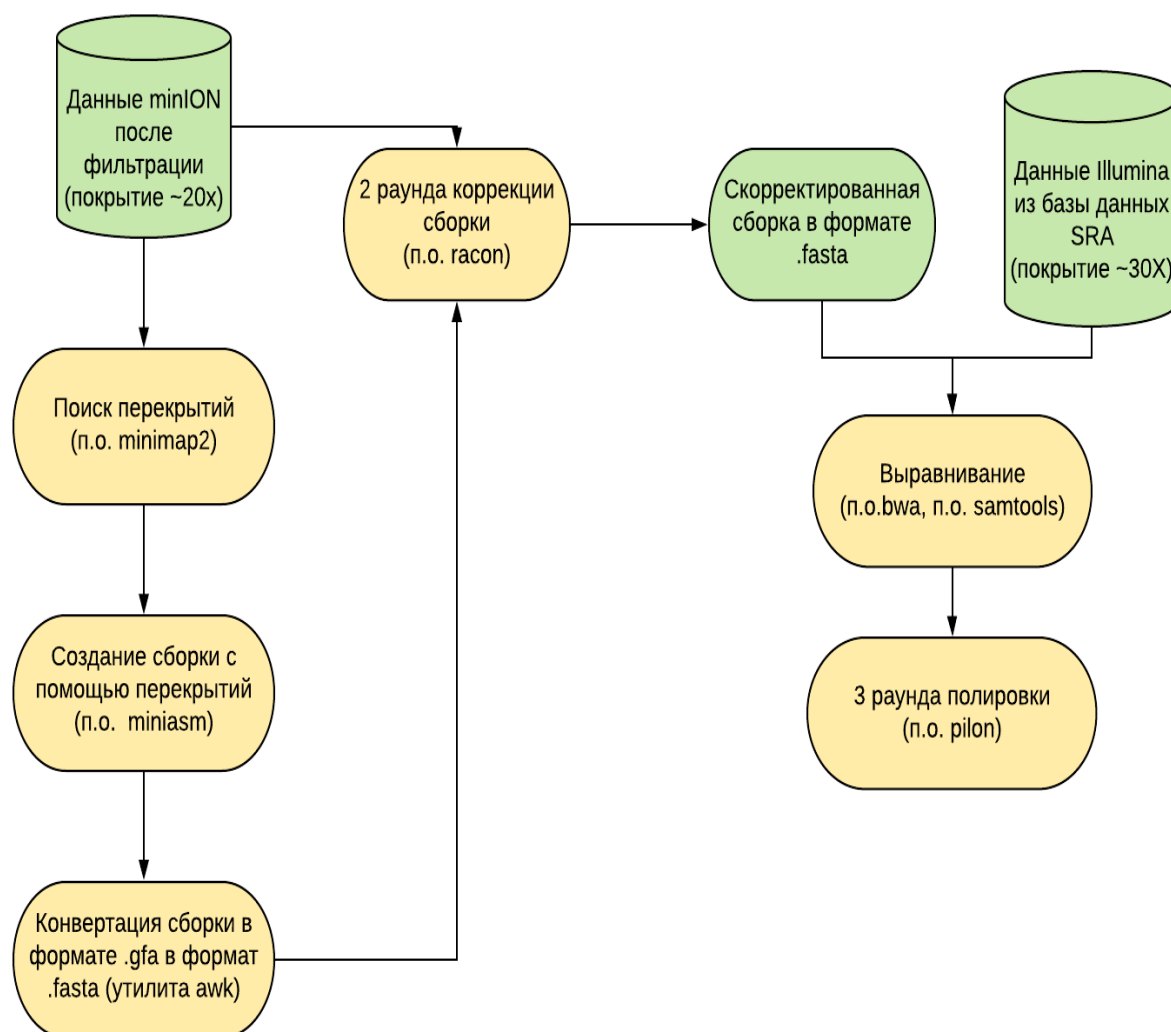 Данные minION
после
фильтрации
(покрытие ~20x)
Поиск перекрытий
(п.о. minimap2)
Создание сборки с
помощью перекрытий
(п.о.  miniasm)
Конвертация сборки в
формате .gfa в формат
.fasta (утилита awk)
2 раунда коррекции
сборки
(п.о. racon)
Скорректированная
сборка в формате
.fasta
Данные Illumina
из базы данных
SRA
(покрытие ~30X)
Выравнивание
(п.о.bwa, п.о. samtools)
3 раунда полировки
(п.о. pilon)